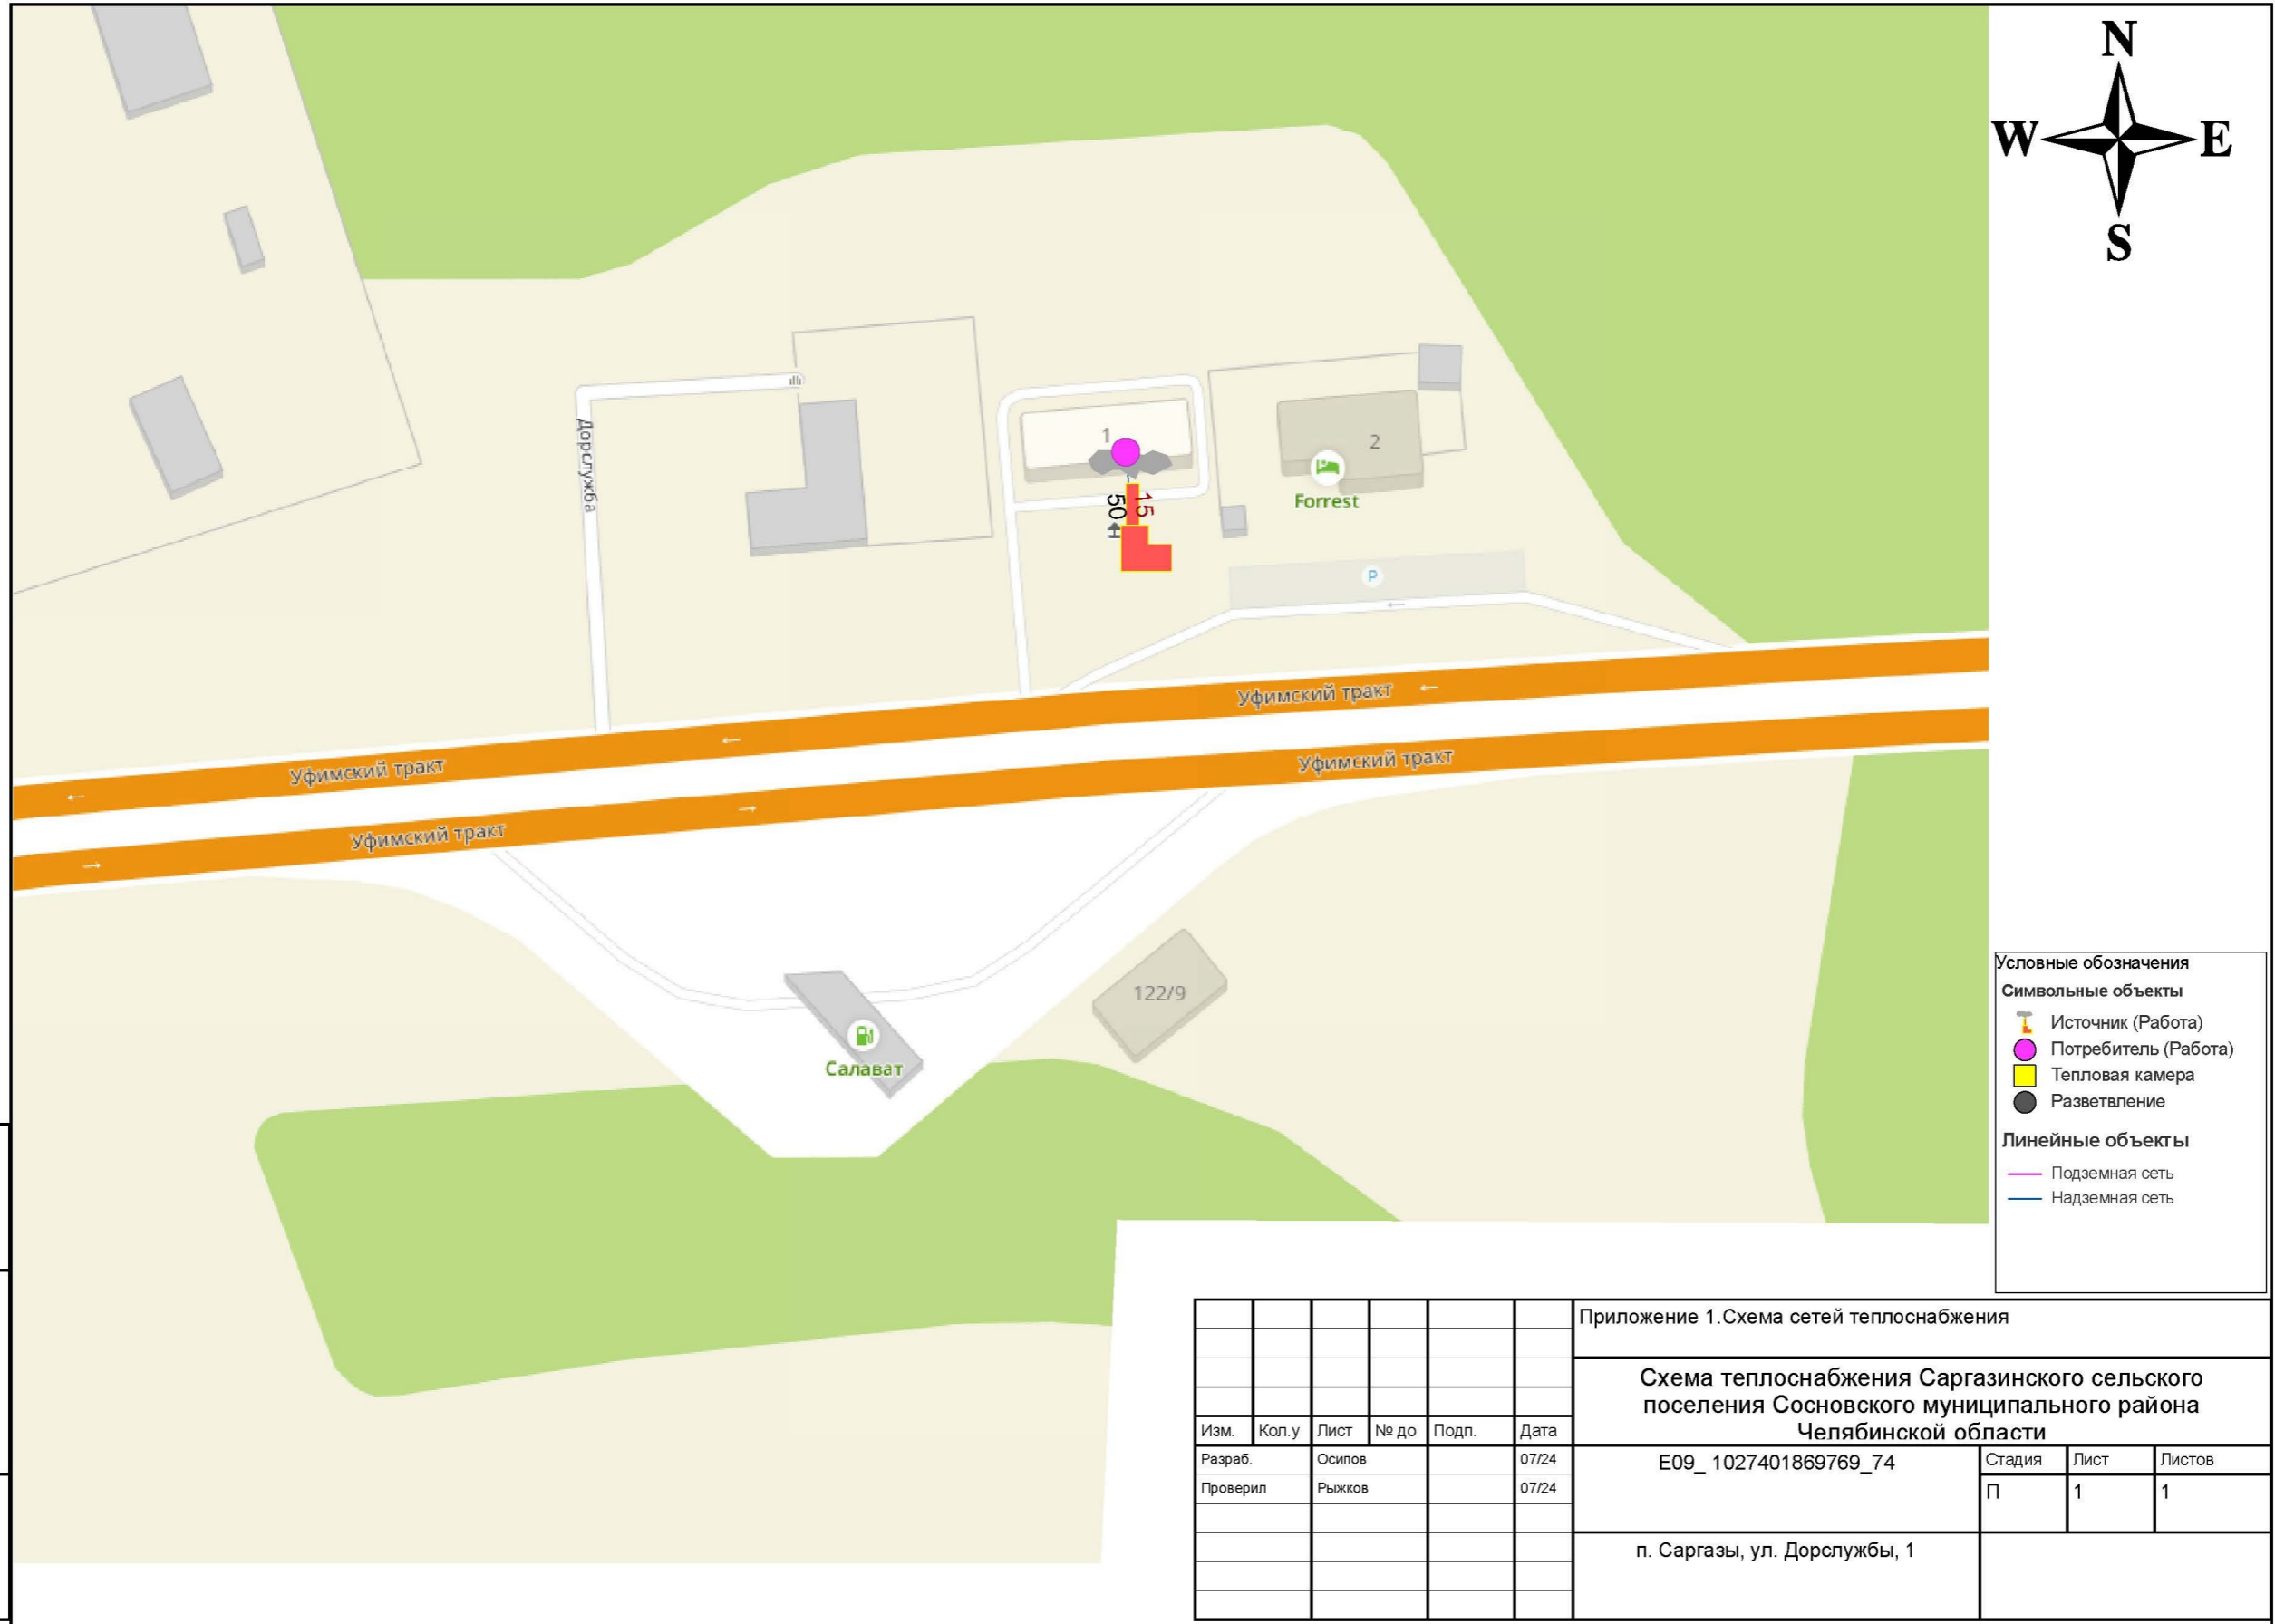 N
W E
S
Дорслужба
1
50
15
Н
2
Forrest
P
Уфимский тракт
Уфимский тракт
Уфимский тракт
Уфимский тракт
122/9
Салават
Условные обозначения
Символьные объекты
Источник (Работа)
Потребитель (Работа)
Тепловая камера
Разветвление
Линейные объекты
Подземная сеть
Надземная сеть
Приложение 1.Схема сетей теплоснабжения
Схема теплоснабжения Саргазинского сельского
поселения Сосновского муниципального района
Челябинской области
Изм. Кол.у Лист № до Подп. Дата
Разраб. Осипов 07/24
Проверил Рыжков 07/24
E09_ 1027401869769_74
Стадия Лист Листов
П 1 1
п. Саргазы, ул. Дорслужбы, 1